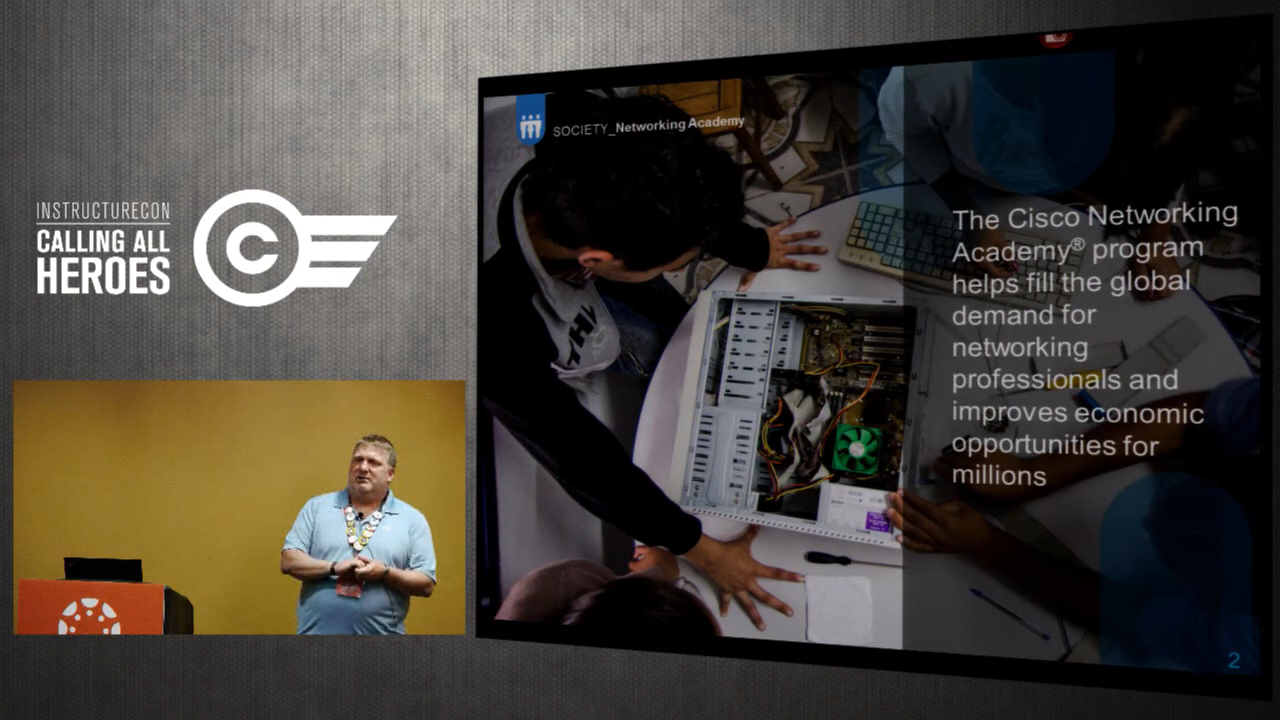 INSTRUCTURECON
CALLING ALL
HEROES
SOCIETY_Networking Academy
The Cisco Networking
Academy® program
helps fill the global
demand for
networking
professionals and
improves economic
opportunities for
millions
2